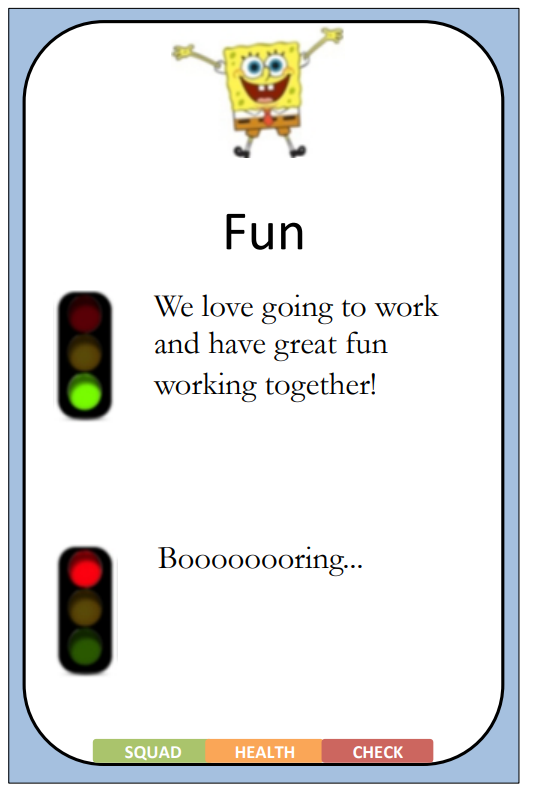 Fun
We love going to work
and have great fun
working together!
Boooooooring...
SQUAD HEALTH CHECK